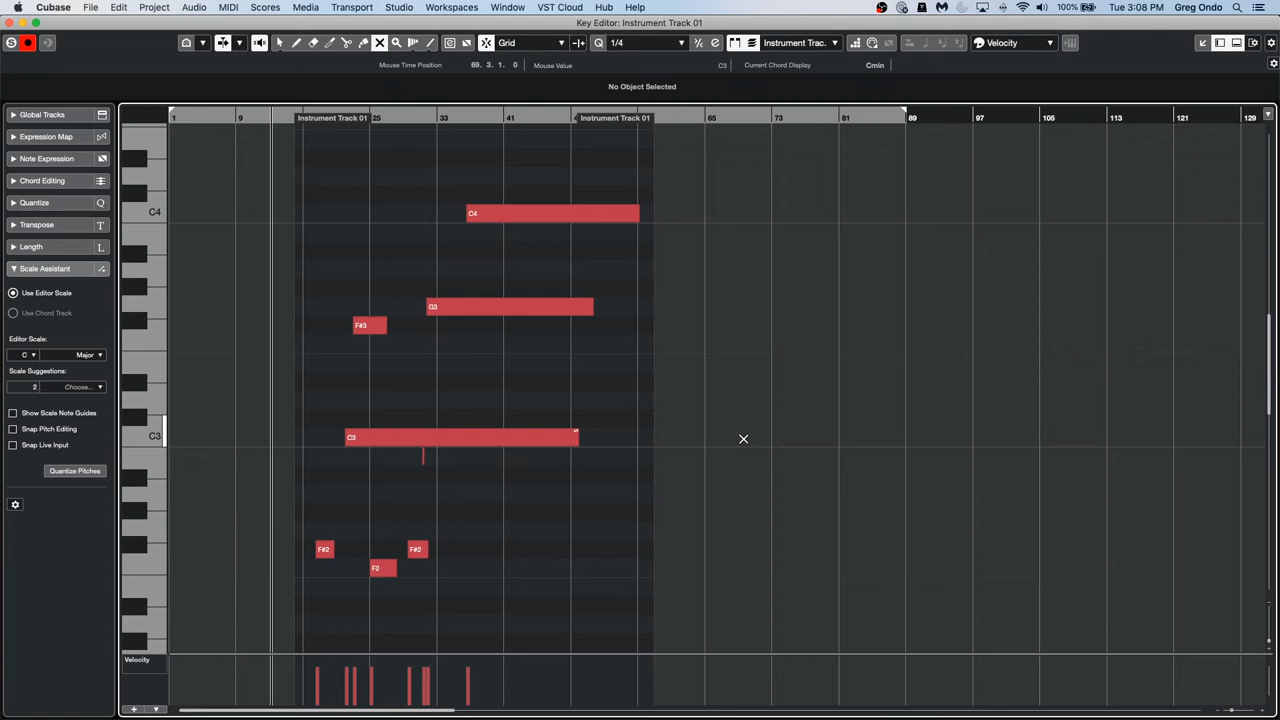 Cubase File Edit Project Audio MIDI Scores Media Transport Studio Workspaces Window VST Cloud Hub Help 100% Tue 3:08 PM Greg Ondo
Key Editor: Instrument Track 01
S Grid Q 1/4 Instrument Trac. Velocity
Mouse Time Position 69. 3. 1. 0 Mouse Value C3 Current Chord Display Cmin
No Object Selected
Global Tracks
Expression Map
Note Expression
Chord Editing
Quantize Q
Transpose T
Length L
Scale Assistant
Use Editor Scale
Use Chord Track
Editor Scale:
C Major
Scale Suggestions:
2 Choose...
Show Scale Note Guides
Snap Pitch Editing
Snap Live Input
Quantize Pitches
1 9 25 33 41 65 73 81 89 97 105 113 121 129
Instrument Track 01 Instrument Track 01
C4
C4
G3
F#3
C3
C3
F#2
F#2
F2
Velocity